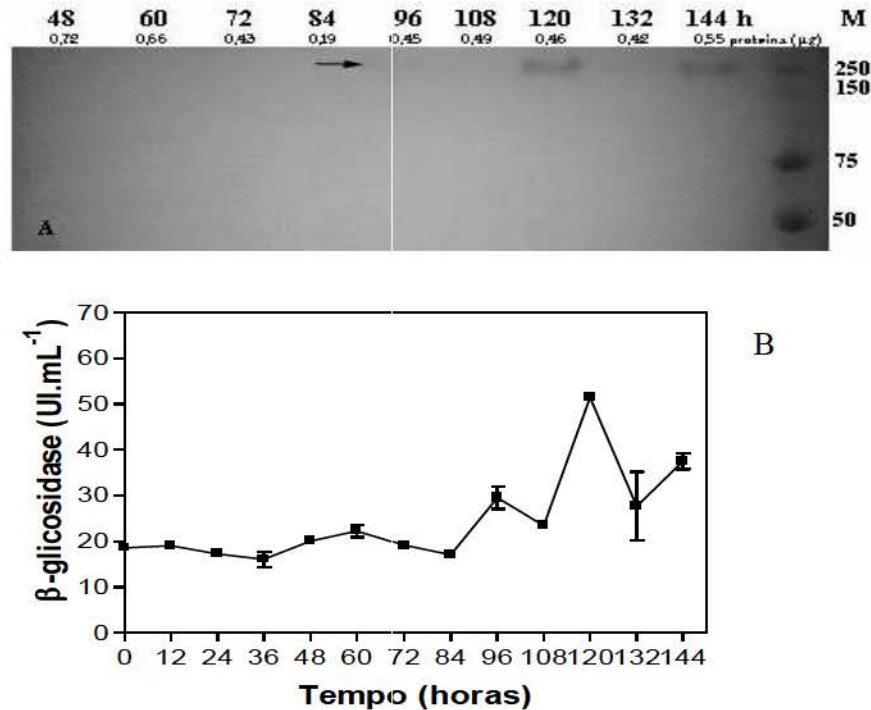 48 60 72 84 96 108 120 132 144 h M
0,72 0,66 0,43 0,19 0,45 0,49 0,46 0,42 0,55 proteína (µg)
250
150
75
50
A
B
β-glicosidase (UI.mL⁻¹)
70
60
50
40
30
20
10
0
0 12 24 36 48 60 72 84 96 108 120 132 144
Tempo (horas)